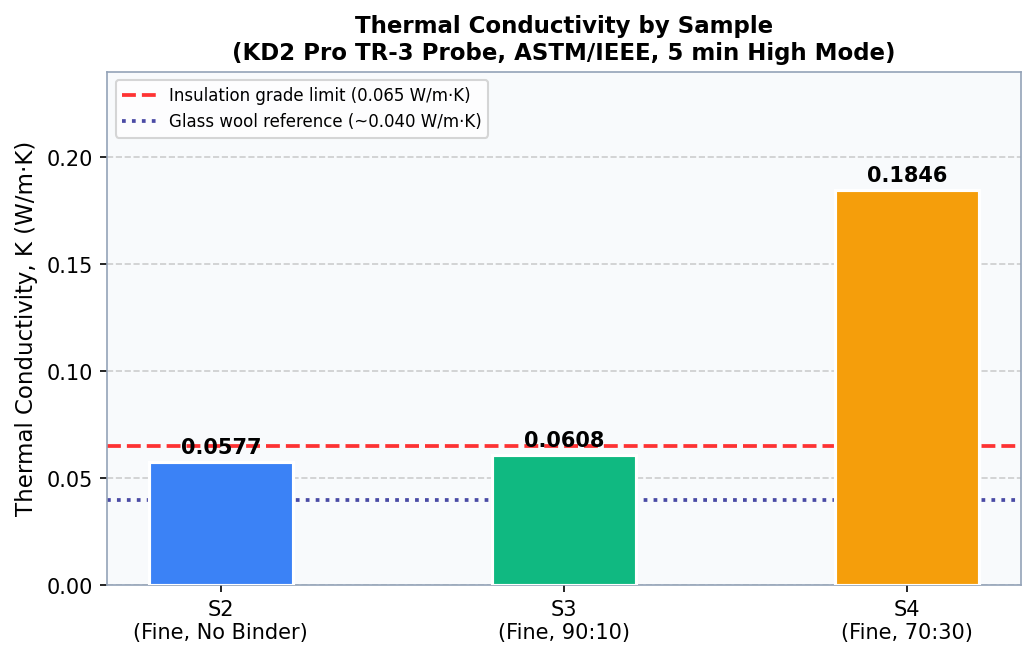 Thermal Conductivity by Sample
(KD2 Pro TR-3 Probe, ASTM/IEEE, 5 min High Mode)
Insulation grade limit (0.065 W/m·K)
Glass wool reference (~0.040 W/m·K)
Thermal Conductivity, K (W/m·K)
0.20
0.15
0.10
0.05
0.00
0.0577
0.0608
0.1846
S2
(Fine, No Binder)
S3
(Fine, 90:10)
S4
(Fine, 70:30)